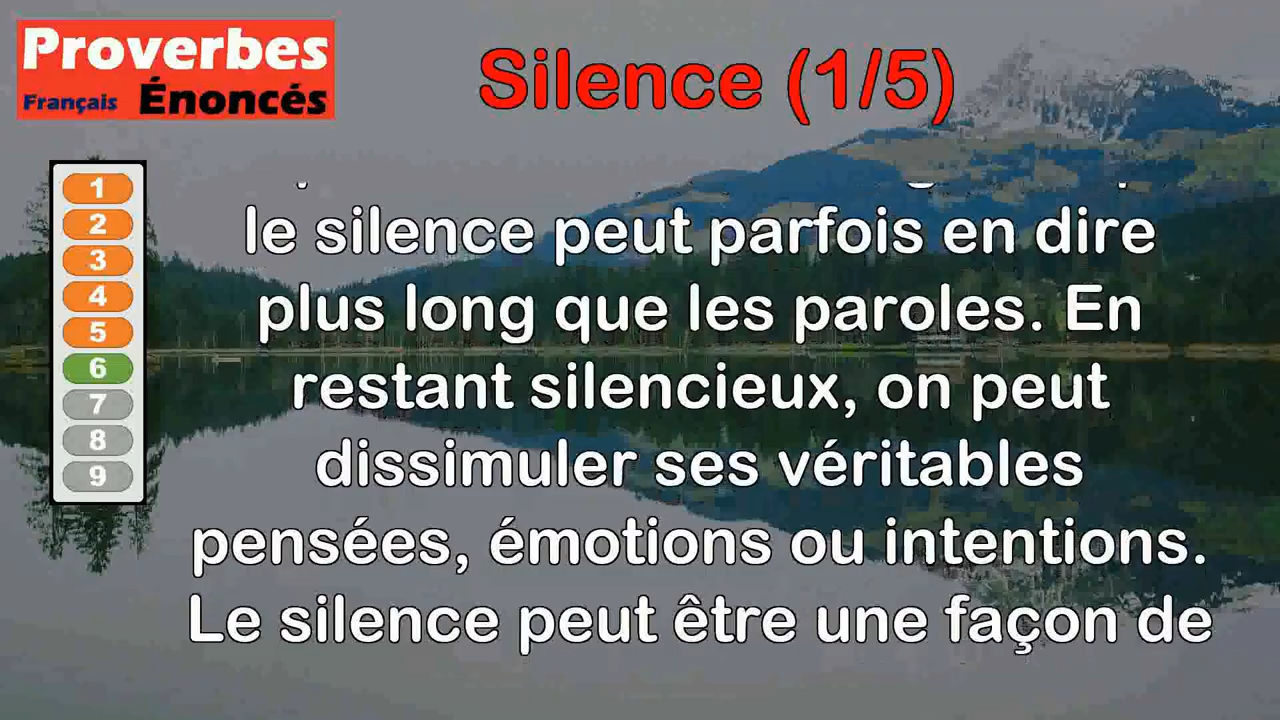 Proverbes
Français Énoncés
Silence (1/5)
1
2
3
4
5
6
7
8
9
le silence peut parfois en dire
plus long que les paroles. En
restant silencieux, on peut
dissimuler ses véritables
pensées, émotions ou intentions.
Le silence peut être une façon de